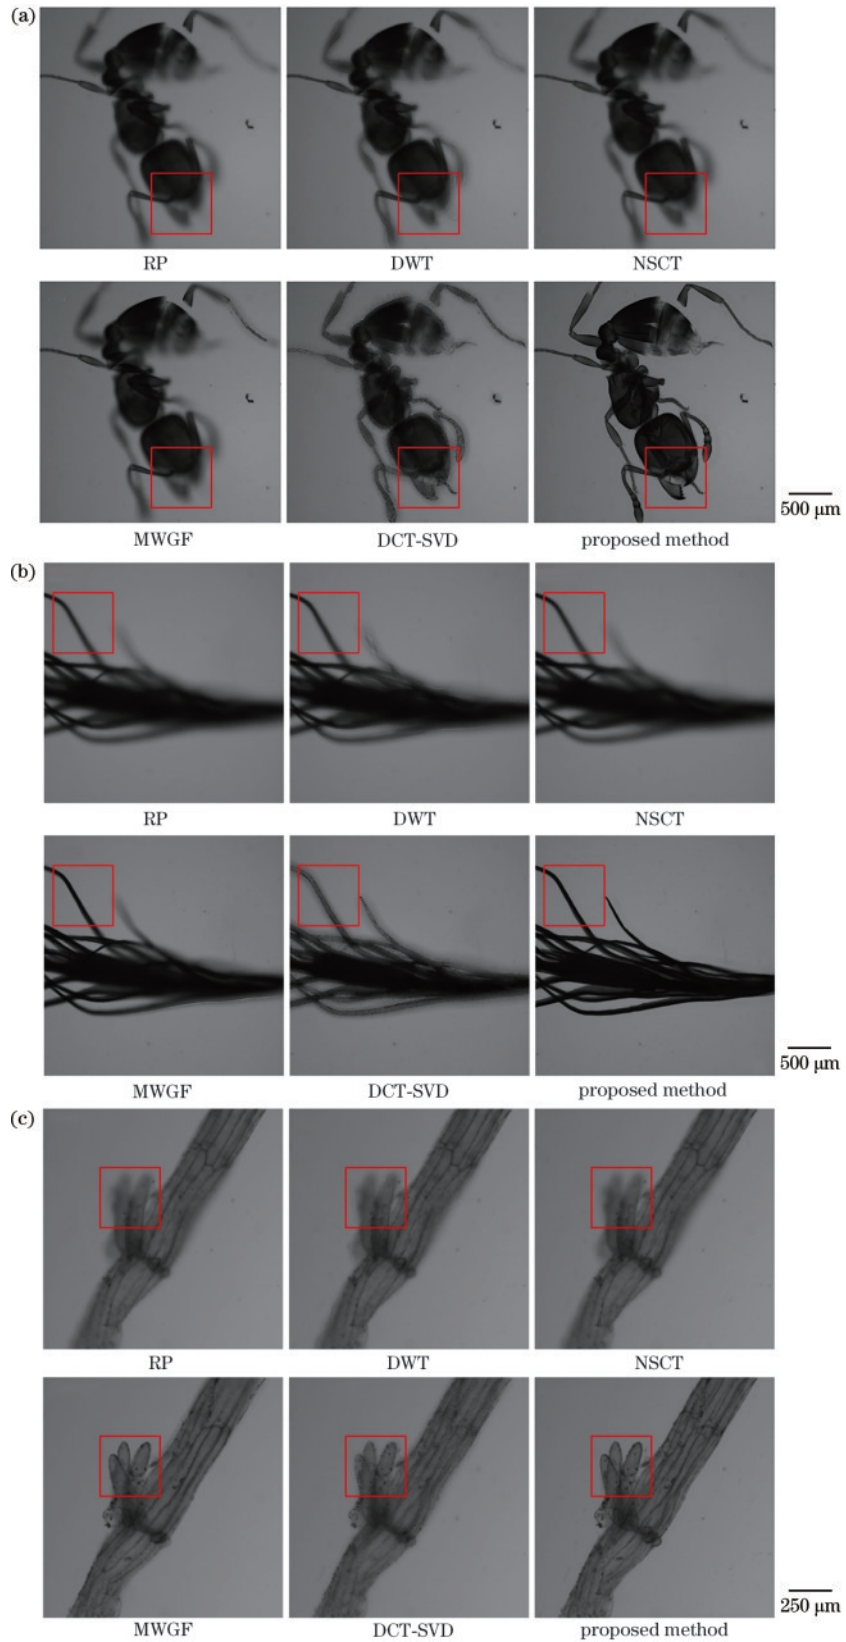 (a)
RP DWT NSCT
500 μm
MWGF DCT-SVD proposed method
(b)
RP DWT NSCT
500 μm
MWGF DCT-SVD proposed method
(c)
RP DWT NSCT
250 μm
MWGF DCT-SVD proposed method